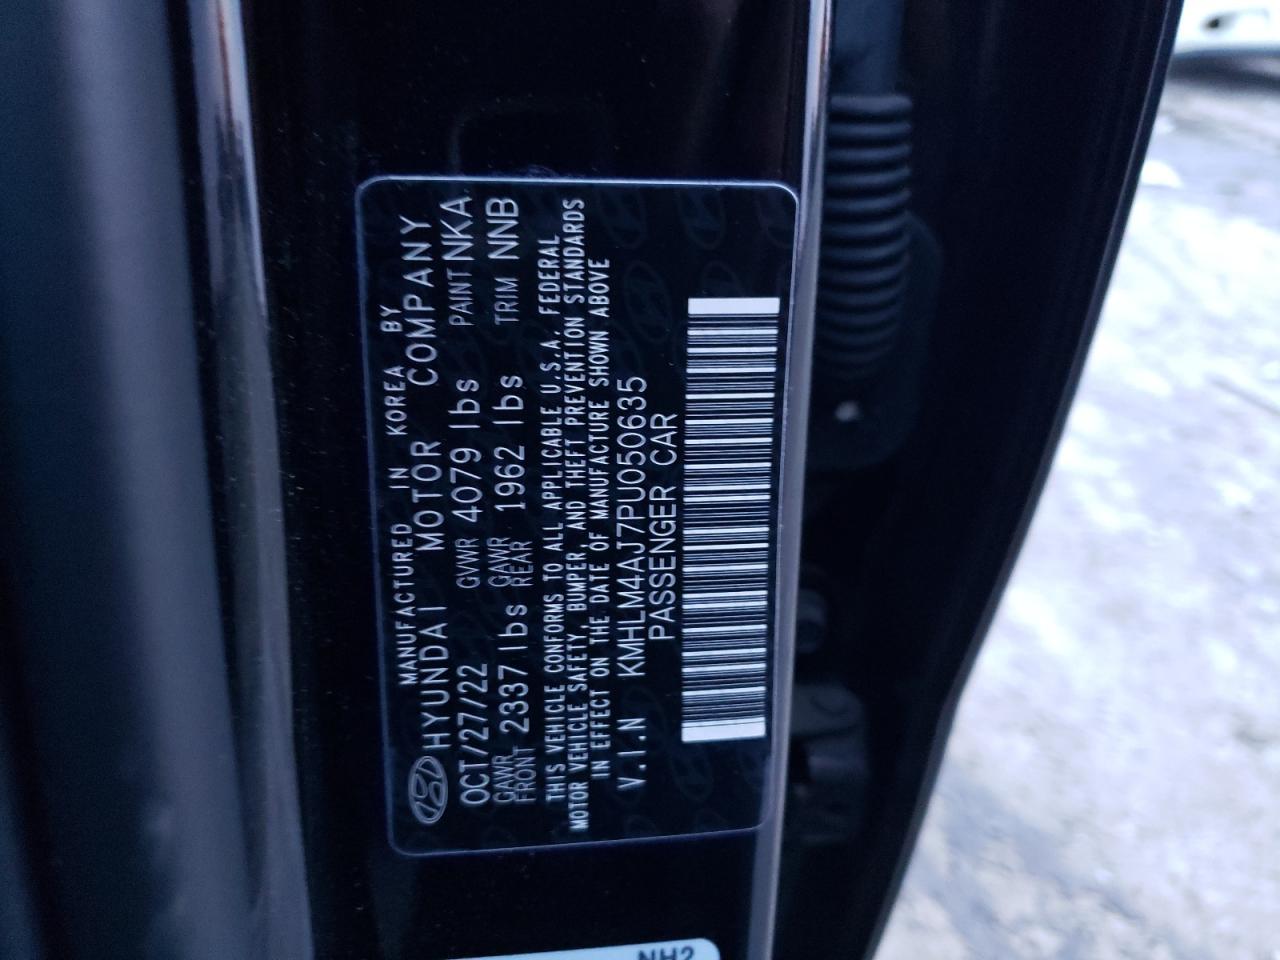 MANUFACTURED IN KOREA BY
HYUNDAI MOTOR COMPANY
OCT/27/22 GVWR 4079 lbs PAINT NKA
GAWR FRONT 2337 lbs GAWR REAR 1962 lbs TRIM NNB
THIS VEHICLE CONFORMS TO ALL APPLICABLE U.S.A. FEDERAL
MOTOR VEHICLE SAFETY, BUMPER, AND THEFT PREVENTION STANDARDS
IN EFFECT ON THE DATE OF MANUFACTURE SHOWN ABOVE
V.I.N KMHLM4AJ7PU050635
PASSENGER CAR
NH2